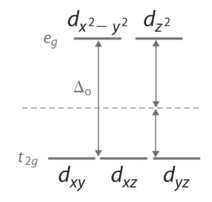 d_{x²−y²} d_{z²}
e_g
Δ_o
t_{2g}
d_{xy} d_{xz} d_{yz}